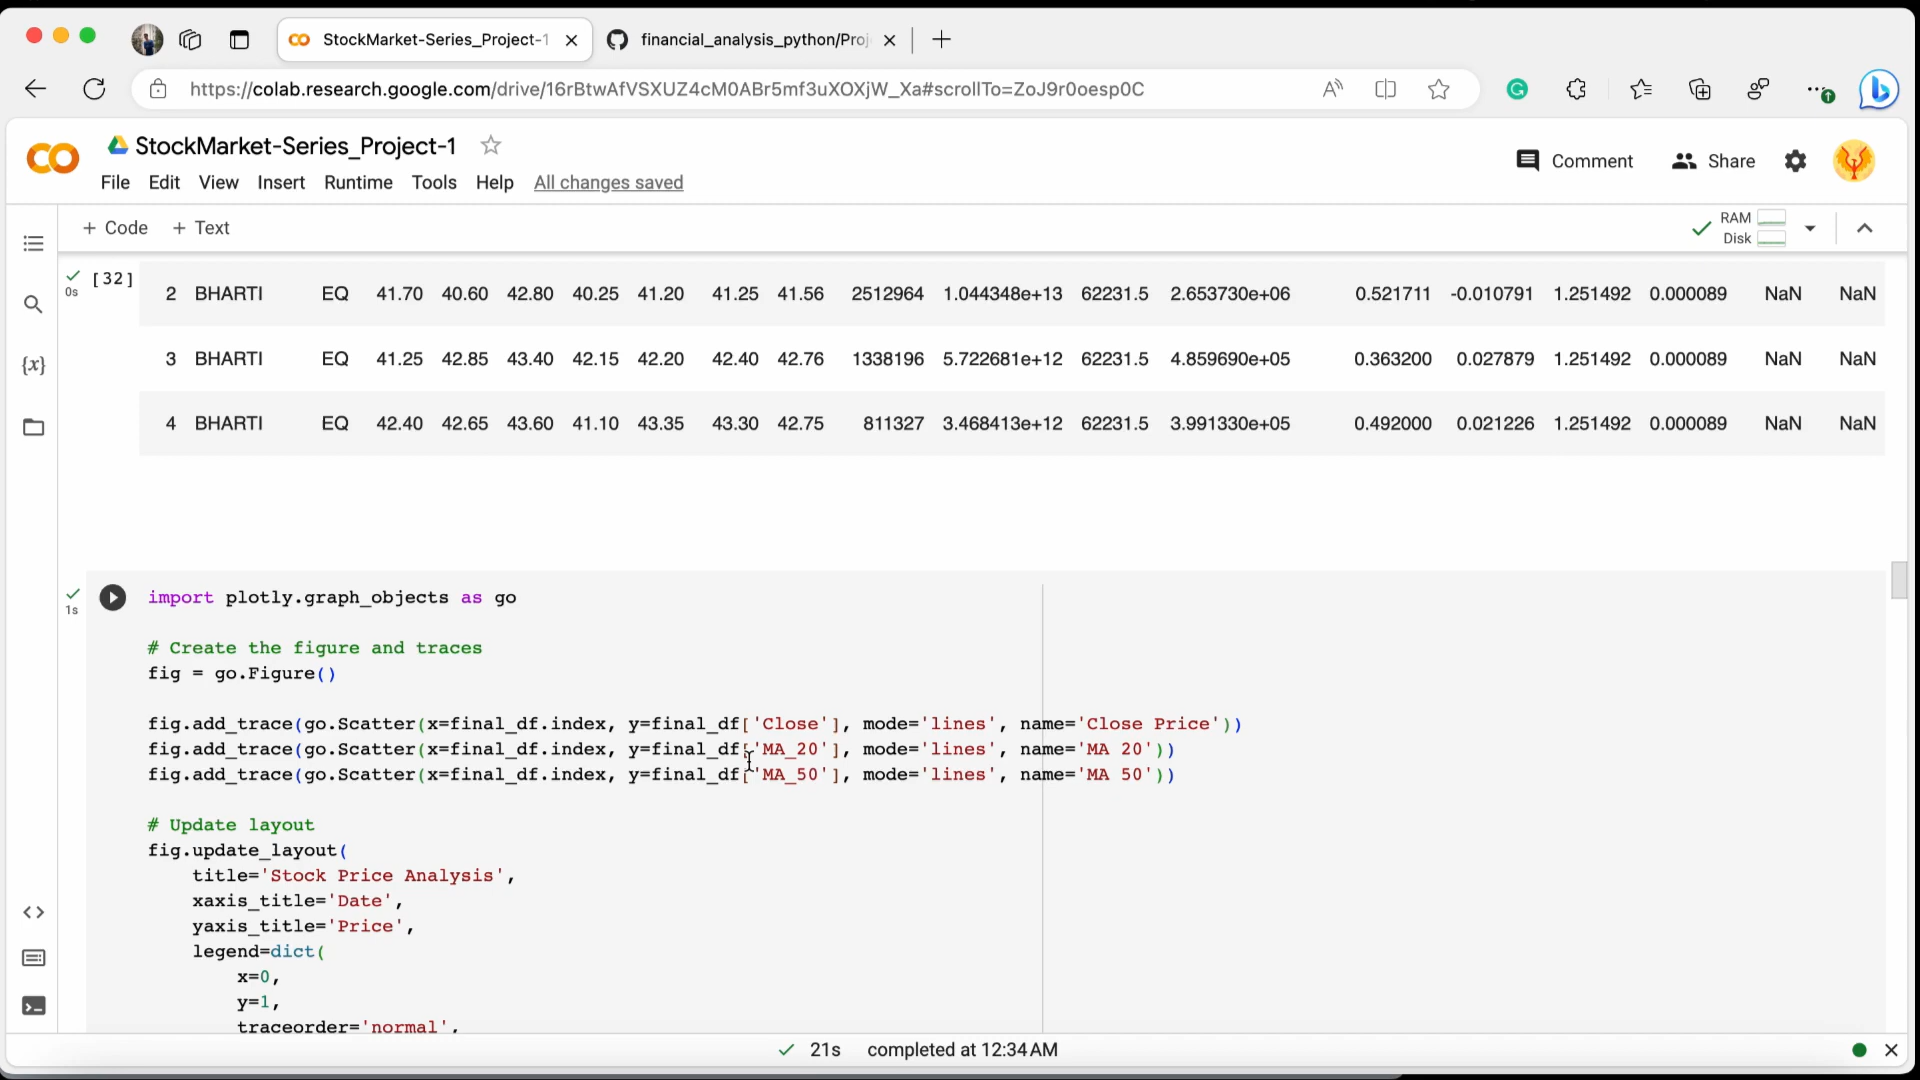 StockMarket-Series_Project-1
financial_analysis_python/Proj
https://colab.research.google.com/drive/16rBtwAfVSXUZ4cM0ABr5mf3uXOXjW_Xa#scrollTo=ZoJ9r0oesp0C
StockMarket-Series_Project-1
Comment
Share
File Edit View Insert Runtime Tools Help All changes saved
+ Code + Text
RAM
Disk
[32]
0s
2 BHARTI EQ 41.70 40.60 42.80 40.25 41.20 41.25 41.56 2512964 1.044348e+13 62231.5 2.653730e+06 0.521711 -0.010791 1.251492 0.000089 NaN NaN
3 BHARTI EQ 41.25 42.85 43.40 42.15 42.20 42.40 42.76 1338196 5.722681e+12 62231.5 4.859690e+05 0.363200 0.027879 1.251492 0.000089 NaN NaN
4 BHARTI EQ 42.40 42.65 43.60 41.10 43.35 43.30 42.75 811327 3.468413e+12 62231.5 3.991330e+05 0.492000 0.021226 1.251492 0.000089 NaN NaN
1s
import plotly.graph_objects as go
# Create the figure and traces
fig = go.Figure()
fig.add_trace(go.Scatter(x=final_df.index, y=final_df['Close'], mode='lines', name='Close Price'))
fig.add_trace(go.Scatter(x=final_df.index, y=final_df['MA_20'], mode='lines', name='MA 20'))
fig.add_trace(go.Scatter(x=final_df.index, y=final_df['MA_50'], mode='lines', name='MA 50'))
# Update layout
fig.update_layout(
title='Stock Price Analysis',
xaxis_title='Date',
yaxis_title='Price',
legend=dict(
x=0,
y=1,
traceorder='normal',
21s completed at 12:34 AM